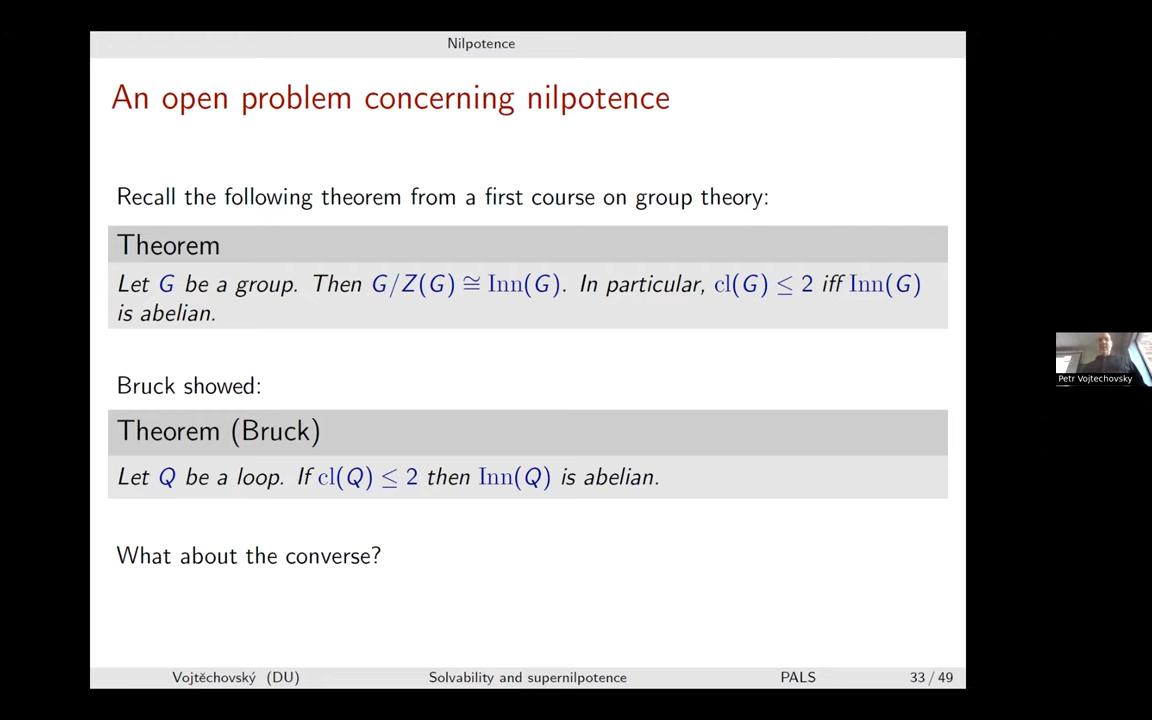 Nilpotence
An open problem concerning nilpotence
Recall the following theorem from a first course on group theory:
Theorem
Let G be a group. Then G/Z(G) ≅ Inn(G). In particular, cl(G) ≤ 2 iff Inn(G)
is abelian.
Bruck showed:
Theorem (Bruck)
Let Q be a loop. If cl(Q) ≤ 2 then Inn(Q) is abelian.
What about the converse?
Vojtěchovský (DU) Solvability and supernilpotence PALS 33 / 49
Petr Vojtechovsky